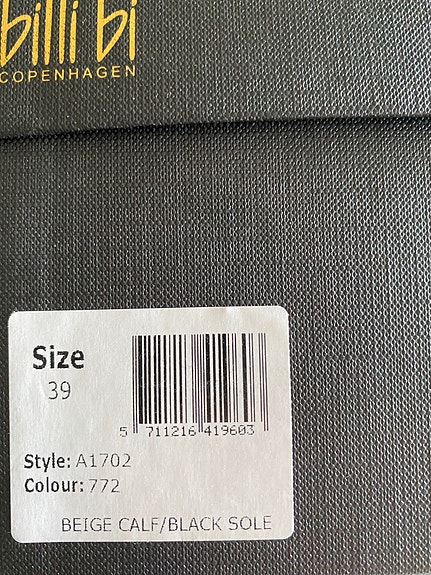 billi bi
COPENHAGEN
Size
39
5 711216 419603
Style: A1702
Colour: 772
BEIGE CALF/BLACK SOLE